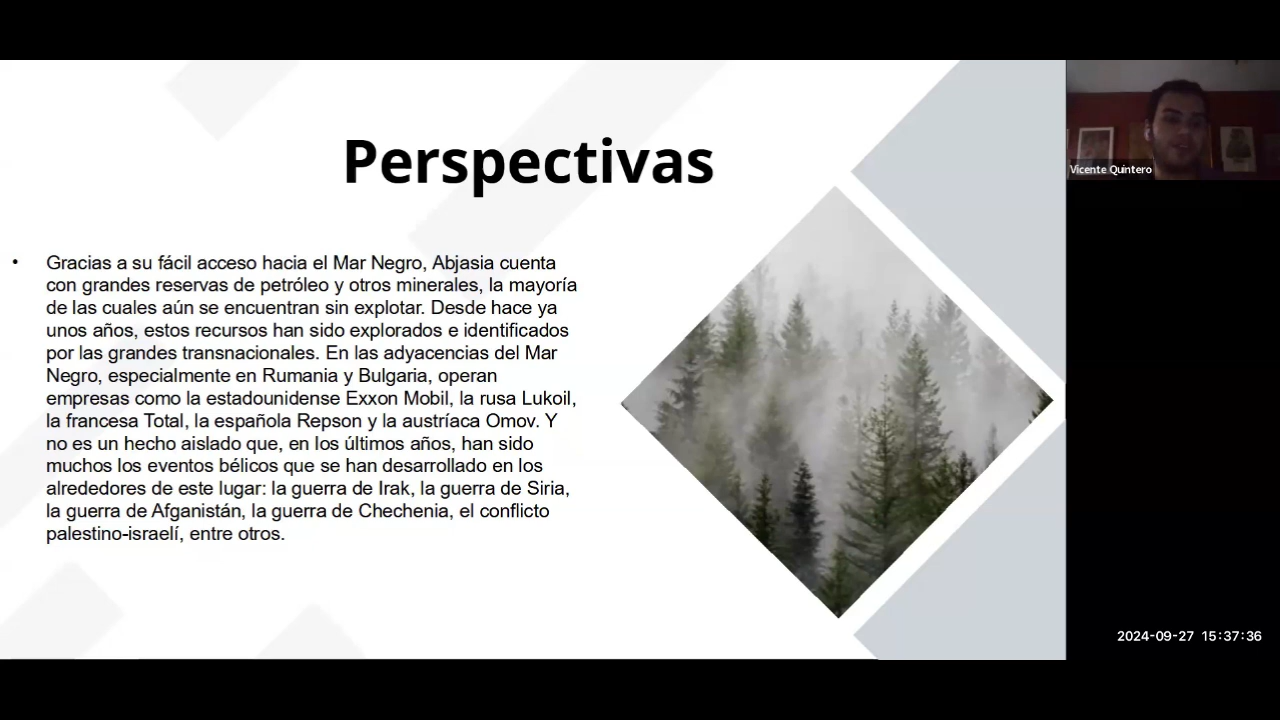 Perspectivas
• Gracias a su fácil acceso hacia el Mar Negro, Abjasia cuenta
con grandes reservas de petróleo y otros minerales, la mayoría
de las cuales aún se encuentran sin explotar. Desde hace ya
unos años, estos recursos han sido explorados e identificados
por las grandes transnacionales. En las adyacencias del Mar
Negro, especialmente en Rumania y Bulgaria, operan
empresas como la estadounidense Exxon Mobil, la rusa Lukoil,
la francesa Total, la española Repson y la austríaca Omov. Y
no es un hecho aislado que, en los últimos años, han sido
muchos los eventos bélicos que se han desarrollado en los
alrededores de este lugar: la guerra de Irak, la guerra de Siria,
la guerra de Afganistán, la guerra de Chechenia, el conflicto
palestino-israelí, entre otros.
Vicente Quintero
2024-09-27 15:37:36